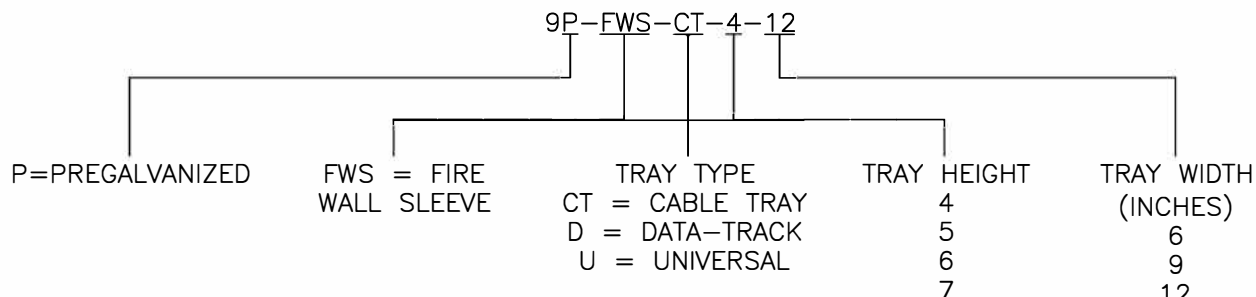 9P-FWS-CT-4-12
P=PREGALVANIZED
FWS = FIRE
WALL SLEEVE
TRAY TYPE
CT = CABLE TRAY
D = DATA-TRACK
U = UNIVERSAL
TRAY HEIGHT
4
5
6
7
TRAY WIDTH
(INCHES)
6
9
12